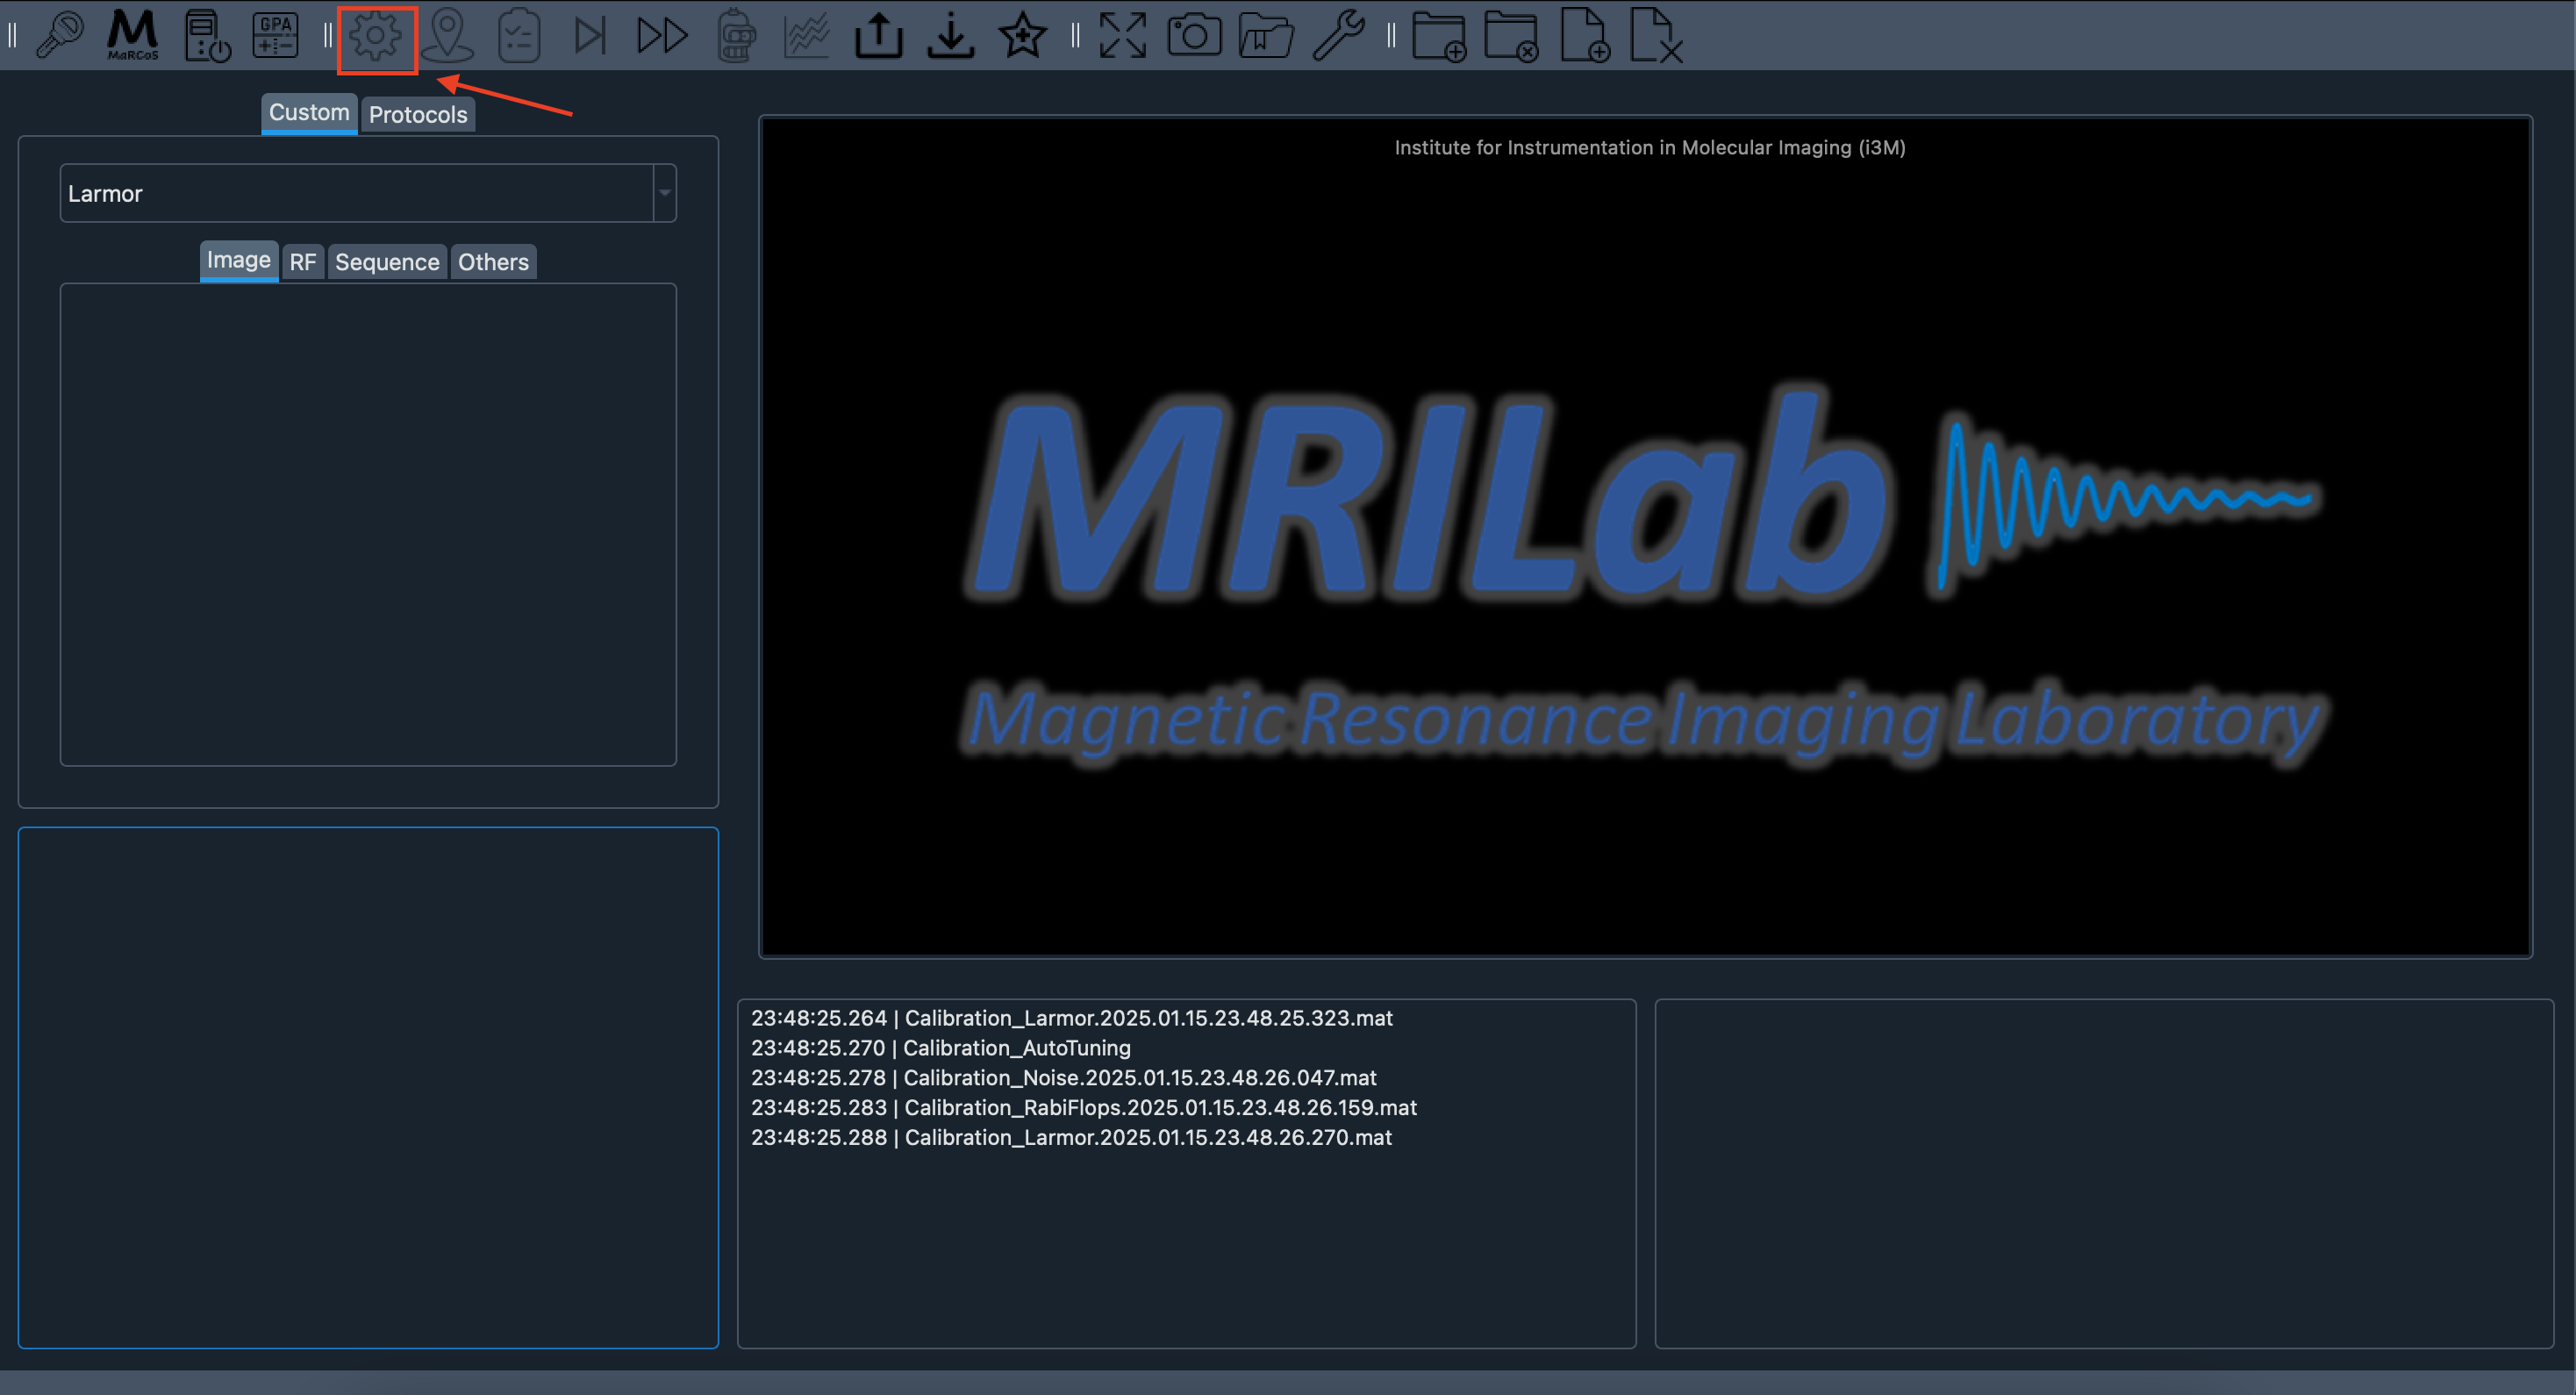 MaRCoS
GPA
Custom
Protocols
Larmor
Image
RF
Sequence
Others
Institute for Instrumentation in Molecular Imaging (i3M)
MRILab
Magnetic Resonance Imaging Laboratory
23:48:25.264 | Calibration_Larmor.2025.01.15.23.48.25.323.mat
23:48:25.270 | Calibration_AutoTuning
23:48:25.278 | Calibration_Noise.2025.01.15.23.48.26.047.mat
23:48:25.283 | Calibration_RabiFlops.2025.01.15.23.48.26.159.mat
23:48:25.288 | Calibration_Larmor.2025.01.15.23.48.26.270.mat